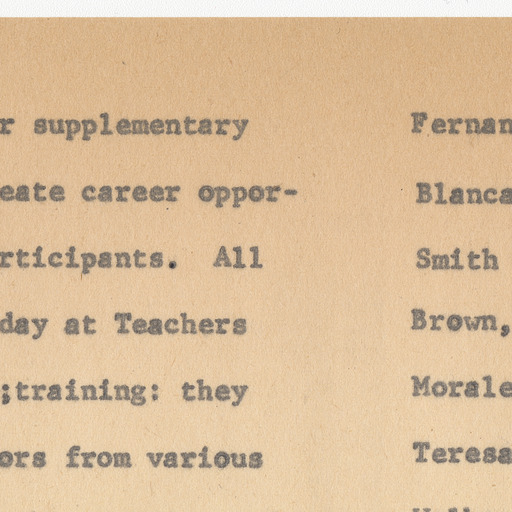 r supplementary
eate career oppor-
rticipants. All
day at Teachers
;training: they
ors from various
Fernan
Blanca
Smith
Brown,
Morale
Teresa